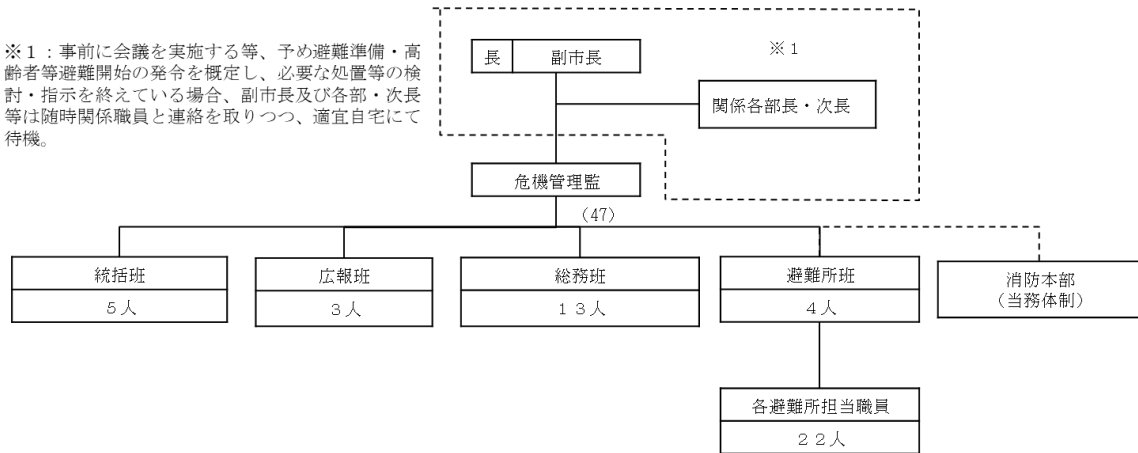 ※１：事前に会議を実施する等、予め避難準備・高
齢者等避難開始の発令を概定し、必要な処置等の検
討・指示を終えている場合、副市長及び各部・次長
等は随時関係職員と連絡を取りつつ、適宜自宅にて
待機。
長 副市長
※１
関係各部長・次長
危機管理監
(47)
統括班
５人
広報班
３人
総務班
１３人
避難所班
４人
消防本部
（当務体制）
各避難所担当職員
２２人